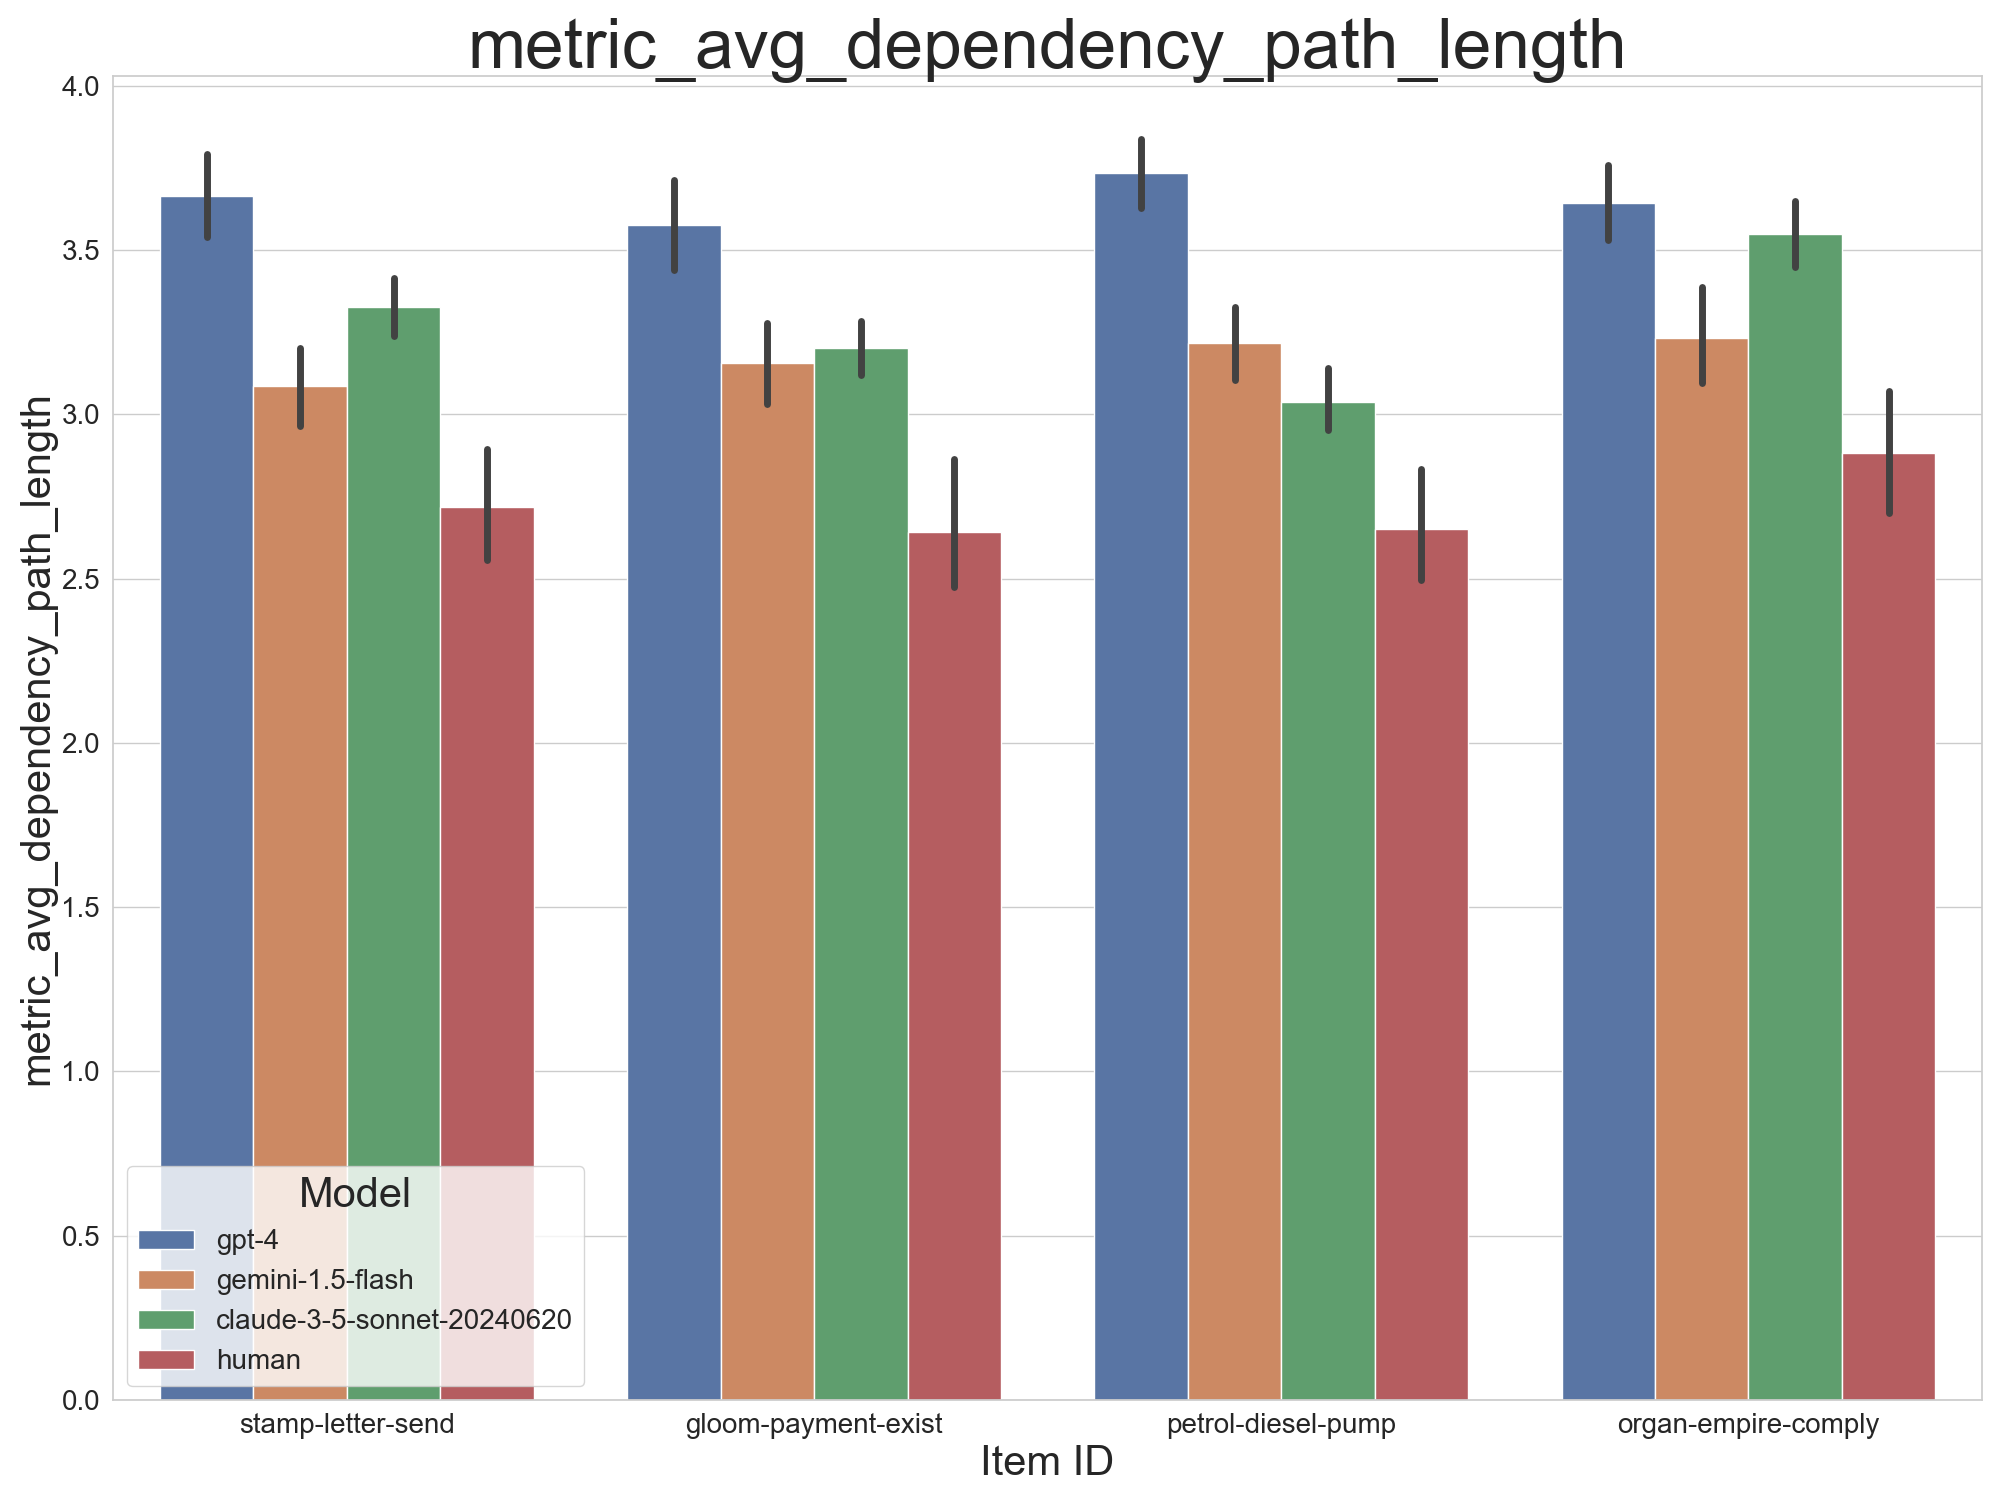 metric_avg_dependency_path_length
metric_avg_dependency_path_length
4.0
3.5
3.0
2.5
2.0
1.5
1.0
0.5
0.0
Model
gpt-4
gemini-1.5-flash
claude-3-5-sonnet-20240620
human
stamp-letter-send
gloom-payment-exist
petrol-diesel-pump
organ-empire-comply
Item ID